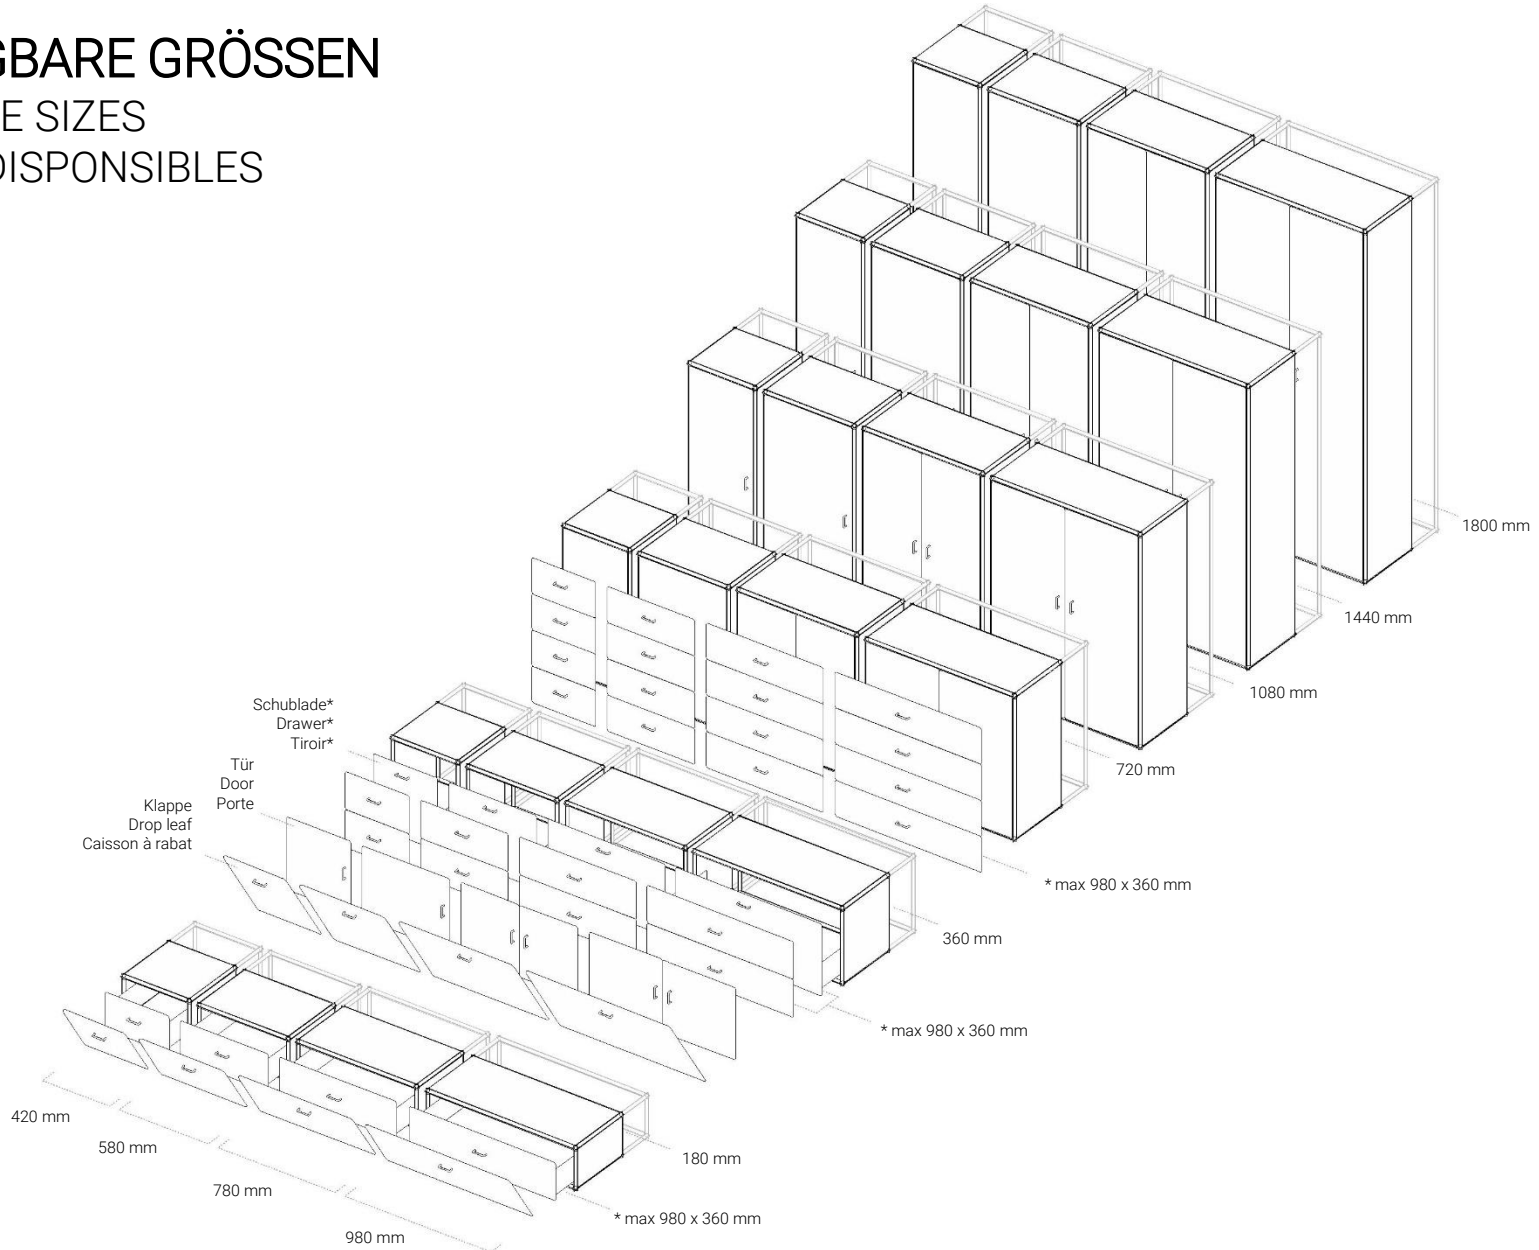 GBARE GRÖSSEN
E SIZES
DISPONSIBLES
1800 mm
1440 mm
1080 mm
720 mm
Schublade*
Drawer*
Tiroir*
Tür
Door
Porte
Klappe
Drop leaf
Caisson à rabat
* max 980 x 360 mm
360 mm
* max 980 x 360 mm
420 mm
580 mm
780 mm
980 mm
180 mm
* max 980 x 360 mm